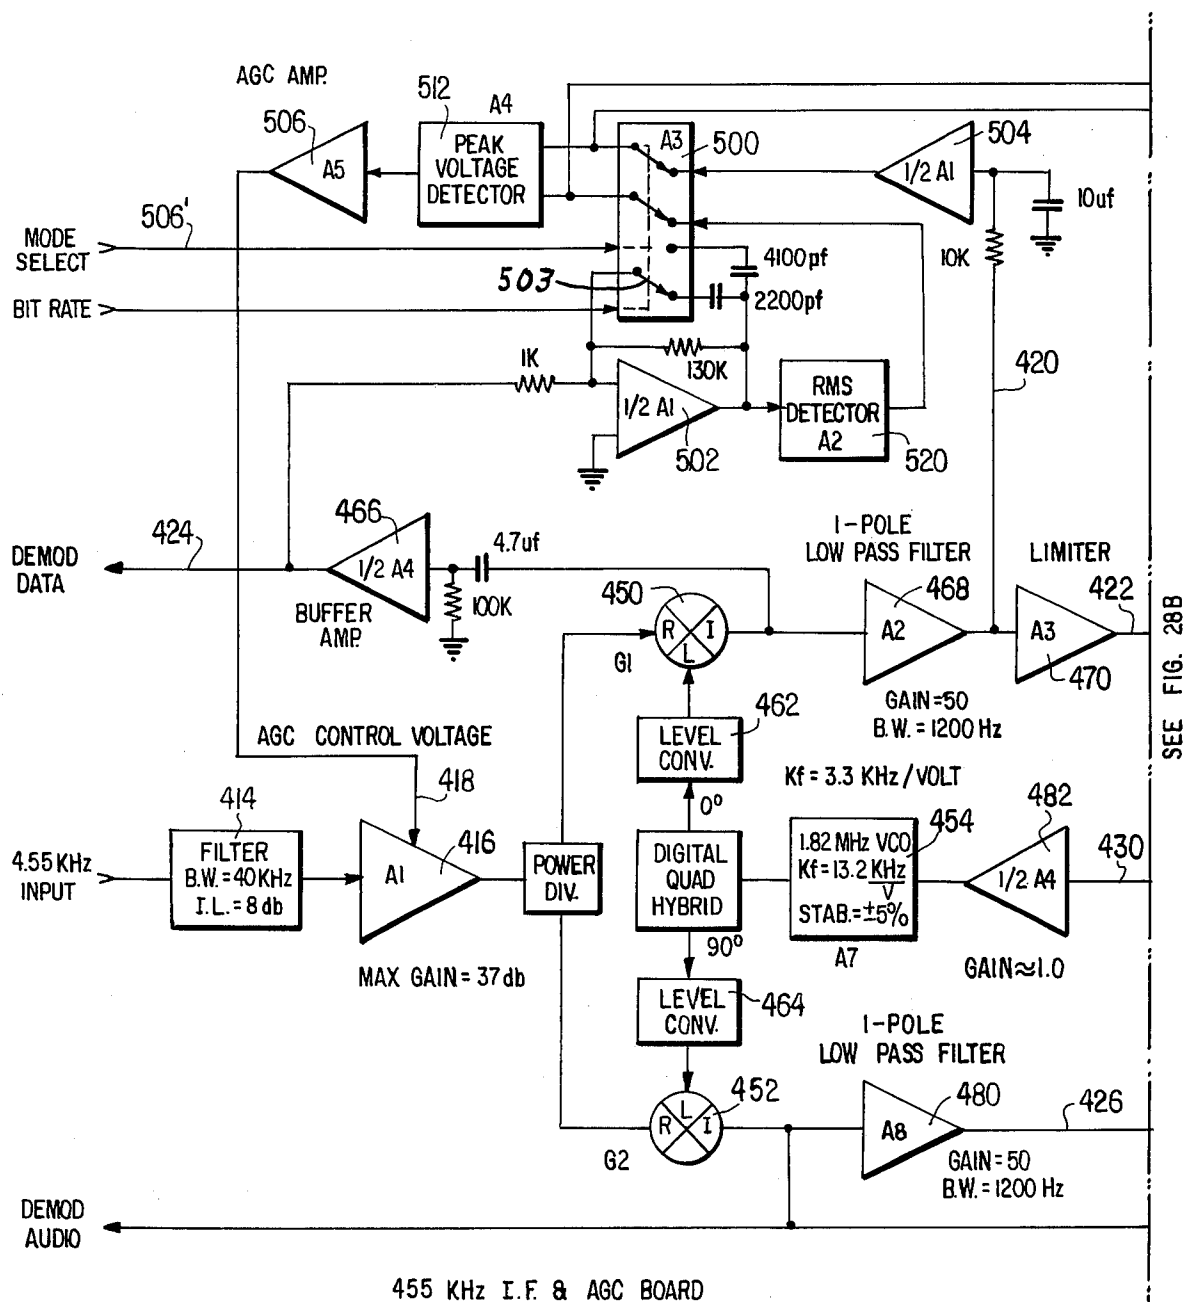 AGC AMP.
506
A5
512
A4
PEAK
VOLTAGE
DETECTOR
A3
500
504
1/2 A1
10uf
10K
506'
MODE
SELECT
BIT RATE
503
4100pf
2200pf
1K
130K
1/2 A1
502
RMS
DETECTOR
A2
520
420
424
DEMOD
DATA
466
1/2 A4
BUFFER
AMP.
4.7uf
100K
450
R
I
L
G1
1-POLE
LOW PASS FILTER
468
A2
GAIN=50
B.W.=1200 Hz
LIMITER
A3
470
422
SEE FIG. 28B
AGC CONTROL VOLTAGE
418
462
LEVEL
CONV.
0°
Kf = 3.3 KHz/VOLT
414
4.55 KHz
INPUT
FILTER
B.W.=40KHz
I.L.=8db
416
A1
MAX GAIN = 37db
POWER
DIV.
DIGITAL
QUAD
HYBRID
90°
454
1.82 MHz VCO
Kf=13.2 KHz
V
STAB.=±5%
A7
482
1/2 A4
GAIN≈1.0
430
LEVEL
CONV.
464
452
L
R
I
G2
1-POLE
LOW PASS FILTER
480
A8
GAIN=50
B.W.=1200 Hz
426
DEMOD
AUDIO
455 KHz I.F. & AGC BOARD